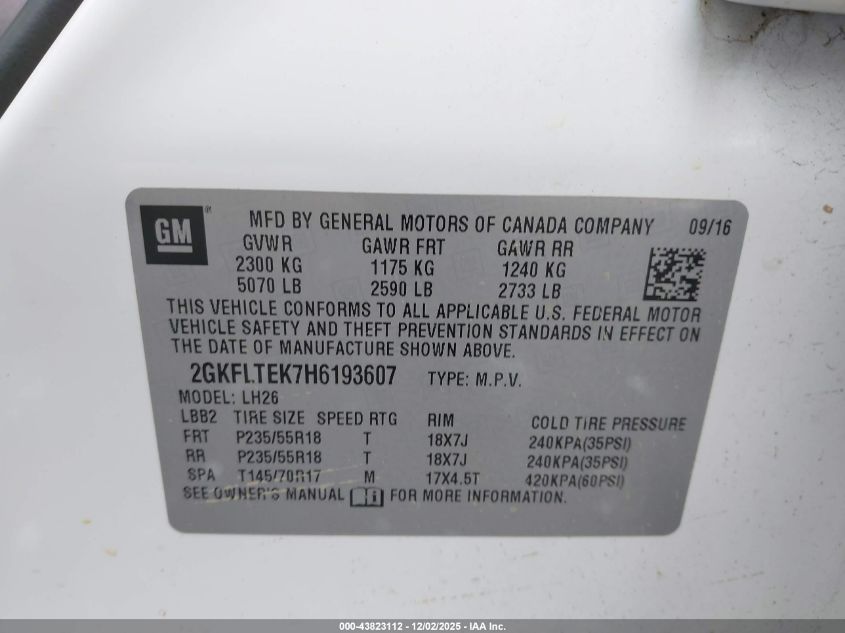 GM ® MFD BY GENERAL MOTORS OF CANADA COMPANY 09/16
GVWR GAWR FRT GAWR RR
2300 KG 1175 KG 1240 KG
5070 LB 2590 LB 2733 LB
THIS VEHICLE CONFORMS TO ALL APPLICABLE U.S. FEDERAL MOTOR
VEHICLE SAFETY AND THEFT PREVENTION STANDARDS IN EFFECT ON
THE DATE OF MANUFACTURE SHOWN ABOVE.
2GKFLTEK7H6193607 TYPE: M.P.V.
MODEL: LH26
LBB2 TIRE SIZE SPEED RTG RIM COLD TIRE PRESSURE
FRT P235/55R18 T 18X7J 240KPA(35PSI)
RR P235/55R18 T 18X7J 240KPA(35PSI)
SPA T145/70R17 M 17X4.5T 420KPA(60PSI)
SEE OWNER'S MANUAL FOR MORE INFORMATION.
000-43823112 - 12/02/2025 - IAA Inc.